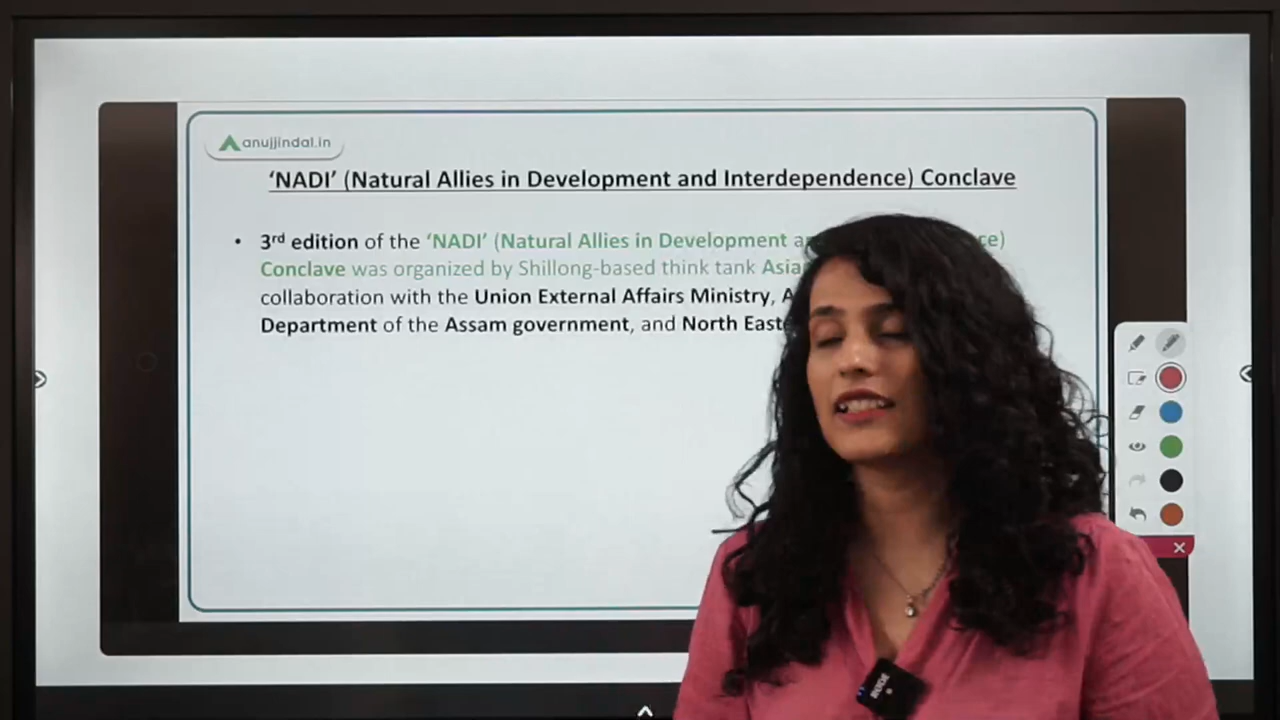 anujjindal.in
‘NADI’ (Natural Allies in Development and Interdependence) Conclave
• 3rd edition of the ‘NADI’ (Natural Allies in Development
Conclave was organized by Shillong-based think tank
collaboration with the Union External Affairs Ministry,
Department of the Assam government, and North
RODE